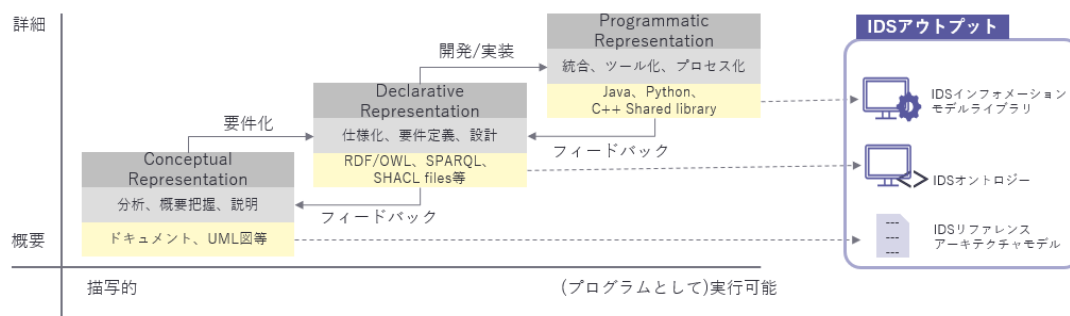 詳細
Programmatic
Representation
統合、ツール化、プロセス化
Java、Python、
C++ Shared library
開発/実装
Declarative
Representation
仕様化、要件定義、設計
RDF/OWL、SPARQL、
SHACL files等
フィードバック
要件化
Conceptual
Representation
分析、概要把握、説明
ドキュメント、UML図等
フィードバック
概要
描写的
(プログラムとして)実行可能
IDSアウトプット
IDSインフォメーション
モデルライブラリ
<>
IDSオントロジー
---
---
---
IDSリファレンス
アーキテクチャモデル